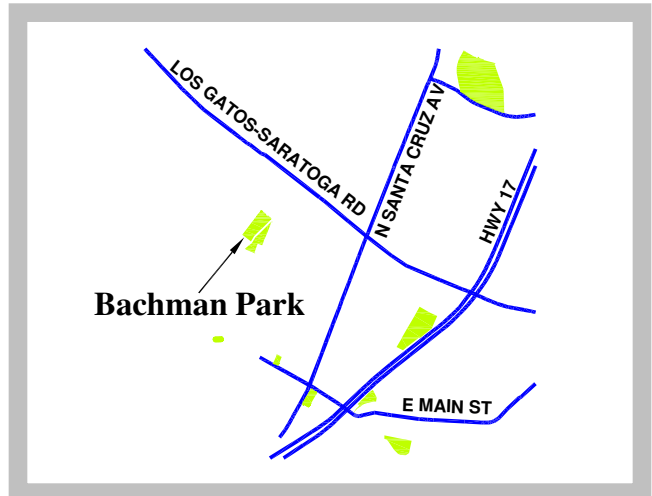 LOS GATOS-SARATOGA RD
N SANTA CRUZ AV
HWY 17
Bachman Park
E MAIN ST